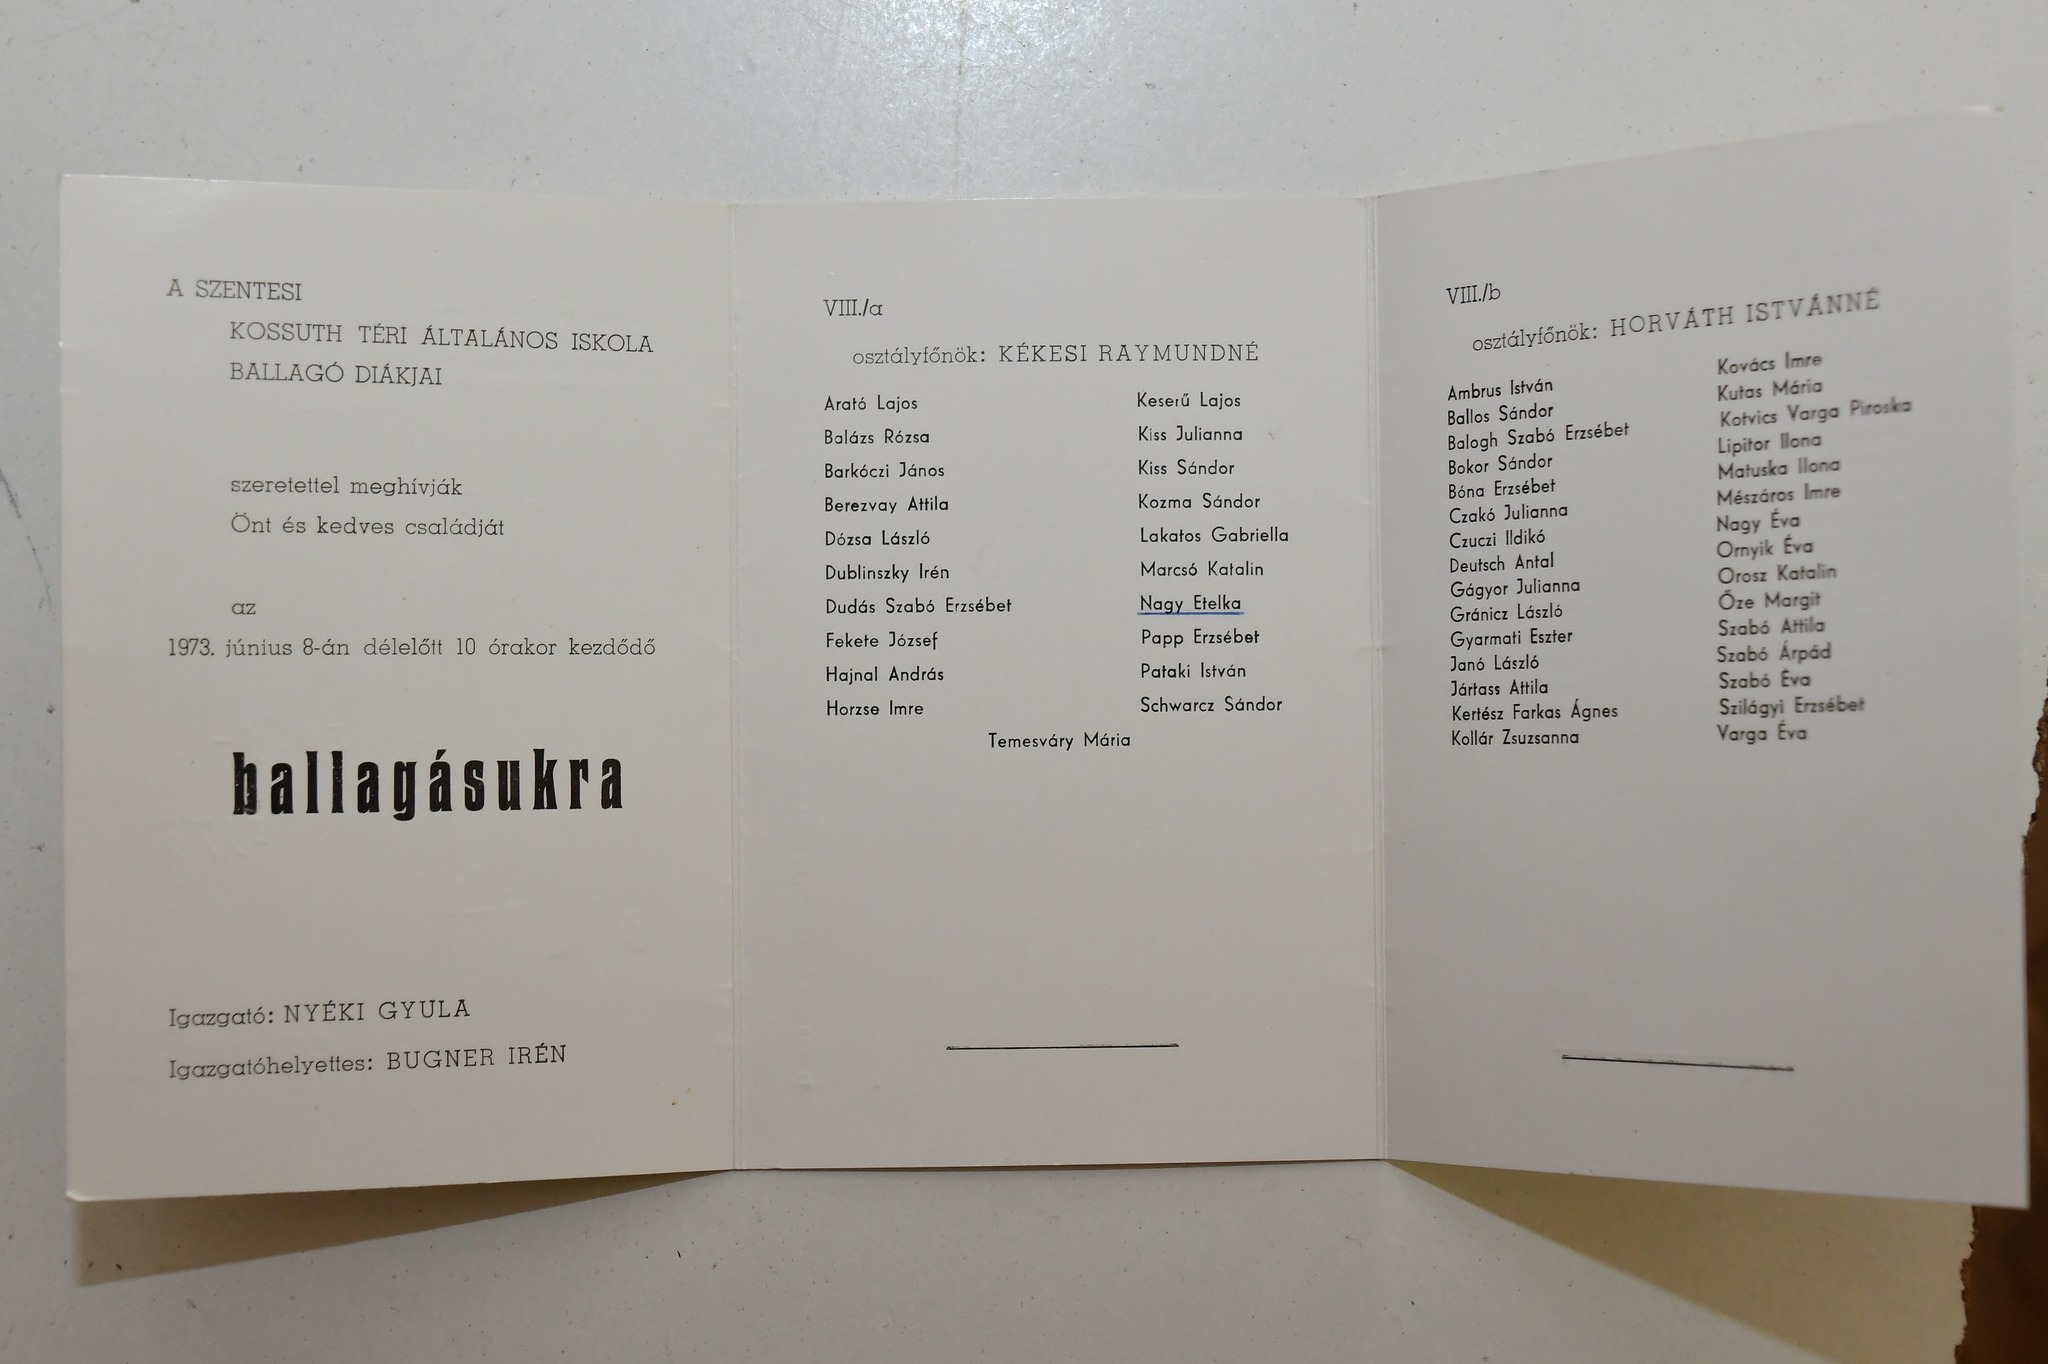 A SZENTESI
KOSSUTH TÉRI ÁLTALÁNOS ISKOLA
BALLAGÓ DIÁKJAI
szeretettel meghívják
Önt és kedves családját
az
1973. június 8-án délelőtt 10 órakor kezdődő
ballagásukra
Igazgató: NYÉKI GYULA
Igazgatóhelyettes: BUGNER IRÉN
VIII./a
osztályfőnök: KÉKESI RAYMUNDNÉ
Arató Lajos
Balázs Rózsa
Barkóczi János
Berezvay Attila
Dózsa László
Dublinszky Irén
Dudás Szabó Erzsébet
Fekete József
Hajnal András
Horzse Imre
Keserű Lajos
Kiss Julianna
Kiss Sándor
Kozma Sándor
Lakatos Gabriella
Marcsó Katalin
Nagy Etelka
Papp Erzsébet
Pataki István
Schwarcz Sándor
Temesváry Mária
VIII./b
osztályfőnök: HORVÁTH ISTVÁNNÉ
Ambrus István
Ballos Sándor
Balogh Szabó Erzsébet
Bokor Sándor
Bóna Erzsébet
Czakó Julianna
Czuczi Ildikó
Deutsch Antal
Gágyor Julianna
Gránicz László
Gyarmati Eszter
Janó László
Jártass Attila
Kertész Farkas Ágnes
Kollár Zsuzsanna
Kovács Imre
Kutas Mária
Kotvics Varga Piroska
Lipitor Ilona
Matuska Ilona
Mészáros Imre
Nagy Éva
Ornyik Éva
Orosz Katalin
Őze Margit
Szabó Attila
Szabó Árpád
Szabó Éva
Szilágyi Erzsébet
Varga Éva